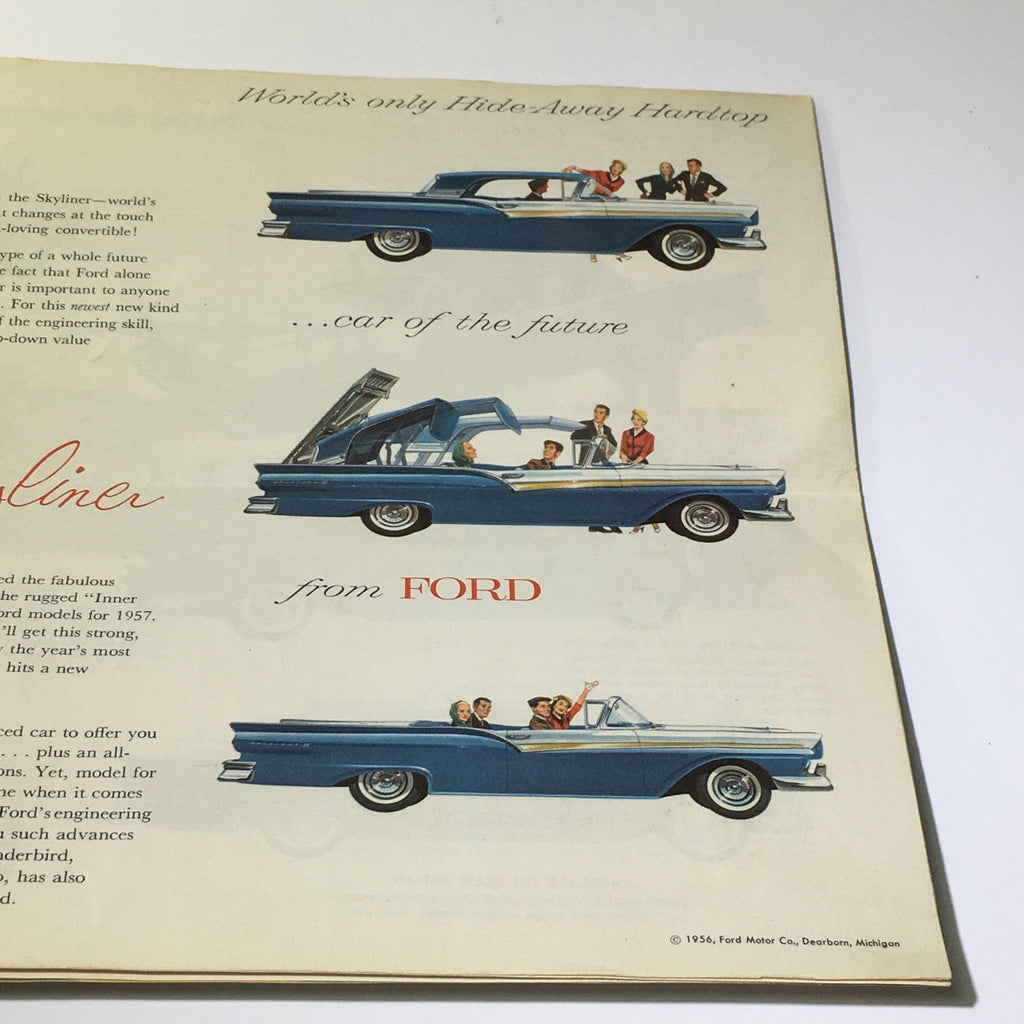 World's only Hide-Away Hardtop
the Skyliner—world's
t changes at the touch
-loving convertible!
ype of a whole future
e fact that Ford alone
r is important to anyone
. For this newest new kind
f the engineering skill,
-down value
...car of the future
liner
from FORD
ed the fabulous
he rugged “Inner
ord models for 1957.
'll get this strong,
the year's most
hits a new
ced car to offer you
. . . plus an all-
ons. Yet, model for
ne when it comes
Ford's engineering
u such advances
nderbird,
, has also
d.
© 1956, Ford Motor Co., Dearborn, Michigan